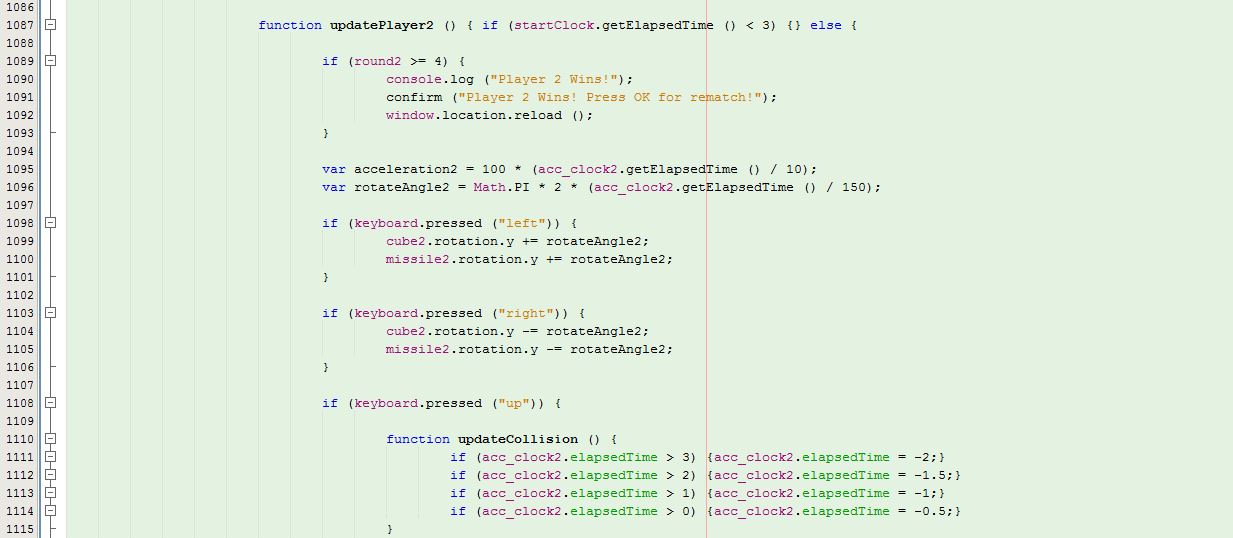 1086
1087 function updatePlayer2 () { if (startClock.getElapsedTime () < 3) {} else {
1088
1089 if (round2 >= 4) {
1090 console.log ("Player 2 Wins!");
1091 confirm ("Player 2 Wins! Press OK for rematch!");
1092 window.location.reload ();
1093 }
1094
1095 var acceleration2 = 100 * (acc_clock2.getElapsedTime () / 10);
1096 var rotateAngle2 = Math.PI * 2 * (acc_clock2.getElapsedTime () / 150);
1097
1098 if (keyboard.pressed ("left")) {
1099 cube2.rotation.y += rotateAngle2;
1100 missile2.rotation.y += rotateAngle2;
1101 }
1102
1103 if (keyboard.pressed ("right")) {
1104 cube2.rotation.y -= rotateAngle2;
1105 missile2.rotation.y -= rotateAngle2;
1106 }
1107
1108 if (keyboard.pressed ("up")) {
1109
1110 function updateCollision () {
1111 if (acc_clock2.elapsedTime > 3) {acc_clock2.elapsedTime = -2;}
1112 if (acc_clock2.elapsedTime > 2) {acc_clock2.elapsedTime = -1.5;}
1113 if (acc_clock2.elapsedTime > 1) {acc_clock2.elapsedTime = -1;}
1114 if (acc_clock2.elapsedTime > 0) {acc_clock2.elapsedTime = -0.5;}
1115 }